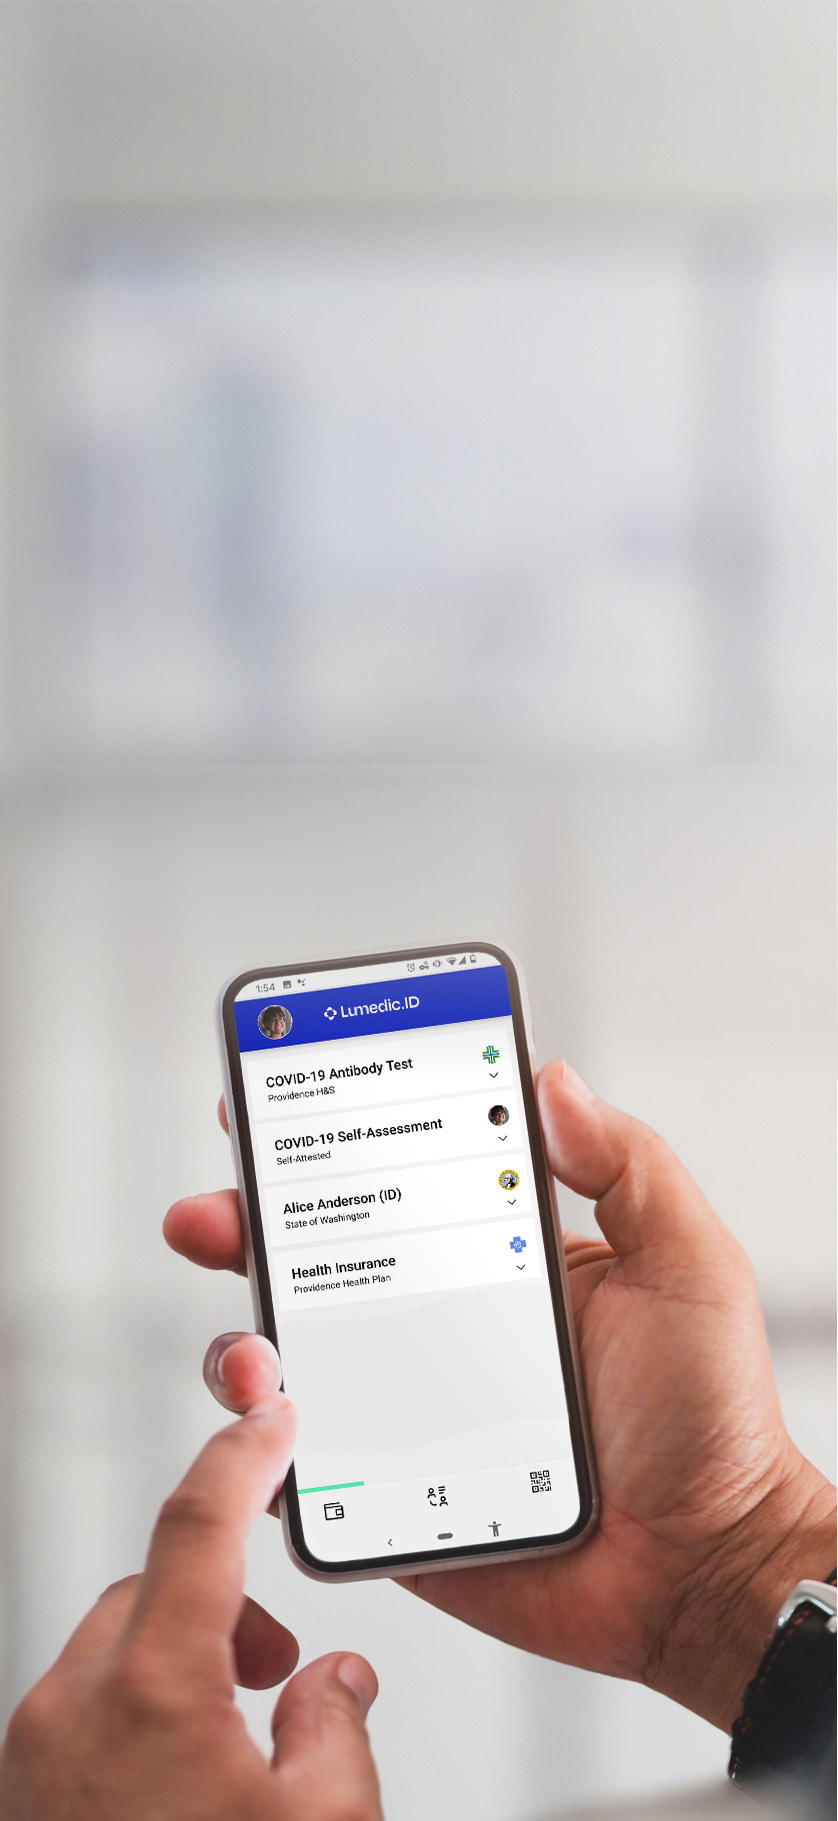 1:54
Lumedic.ID
COVID-19 Antibody Test
Providence H&S
COVID-19 Self-Assessment
Self-Attested
Alice Anderson (ID)
State of Washington
Health Insurance
Providence Health Plan